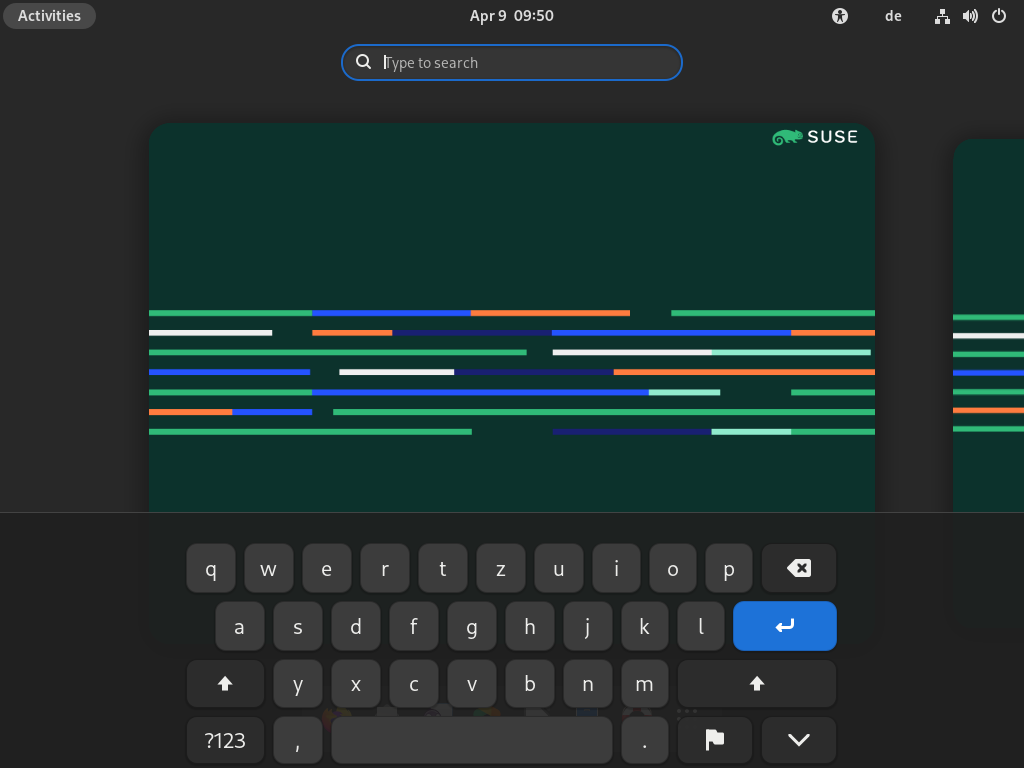 Activities Apr 9 09:50 de
Type to search
SUSE
q w e r t z u i o p
a s d f g h j k l
y x c v b n m
?123 , .